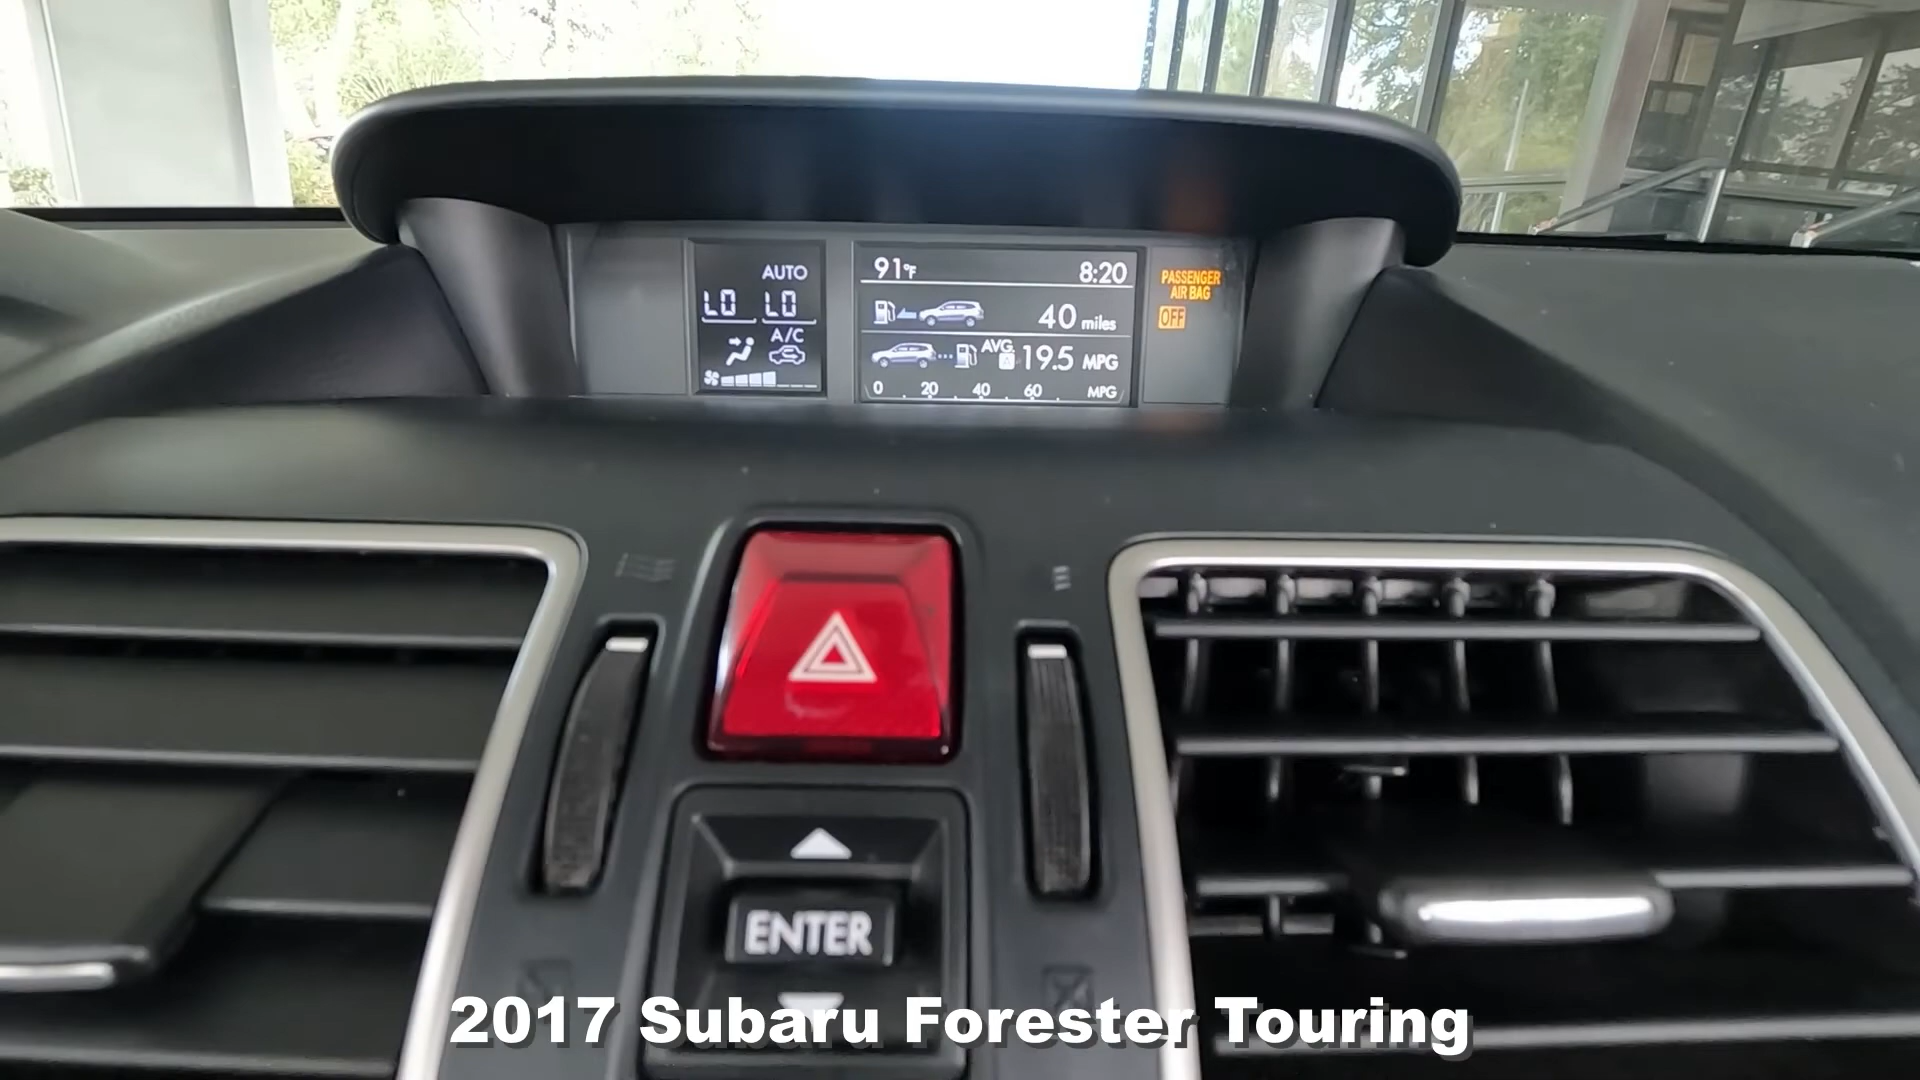 AUTO
LO LO
A/C
91°F 8:20
40 miles
AVG. A 19.5 MPG
0 20 40 60 MPG
PASSENGER
AIR BAG
OFF
ENTER
2017 Subaru Forester Touring